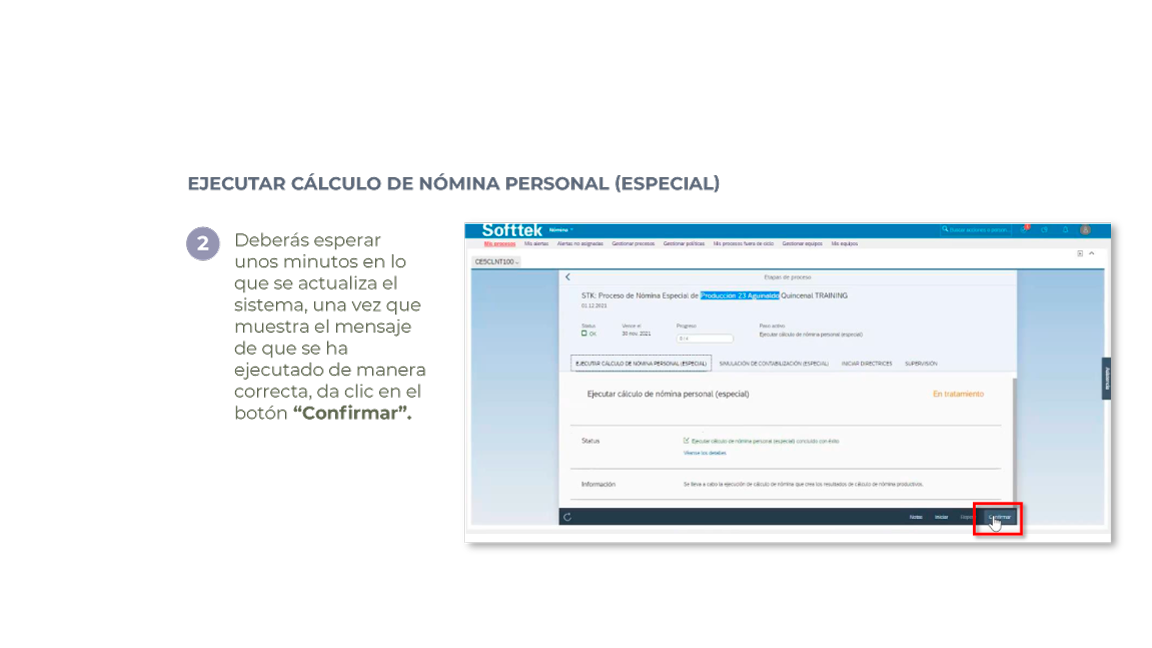 EJECUTAR CÁLCULO DE NÓMINA PERSONAL (ESPECIAL)
2
Deberás esperar
unos minutos en lo
que se actualiza el
sistema, una vez que
muestra el mensaje
de que se ha
ejecutado de manera
correcta, da clic en el
botón “Confirmar”.
Softtek Nómina
Mis procesos Mis alertas Alertas no asignadas Gestionar procesos Gestionar políticas Mis procesos fuera de ciclo Gestionar equipos Mis equipos
CESCLNT100
Etapas de proceso
STK: Proceso de Nómina Especial de Producción 23 Aguinaldo Quincenal TRAINING
01.12.2021
Status Vence el Progreso Paso activo
OK 30 nov. 2021 0 / 4 Ejecutar cálculo de nómina personal (especial)
EJECUTAR CÁLCULO DE NÓMINA PERSONAL (ESPECIAL) SIMULACIÓN DE CONTABILIZACIÓN (ESPECIAL) INICIAR DIRECTRICES SUPERVISIÓN
Ejecutar cálculo de nómina personal (especial) En tratamiento
Status Ejecutar cálculo de nómina personal (especial) concluido con éxito
Información Se lleva a cabo la ejecución de cálculo de nómina que crea los resultados de cálculo de nómina productivos.
Notas Iniciar Confirmar